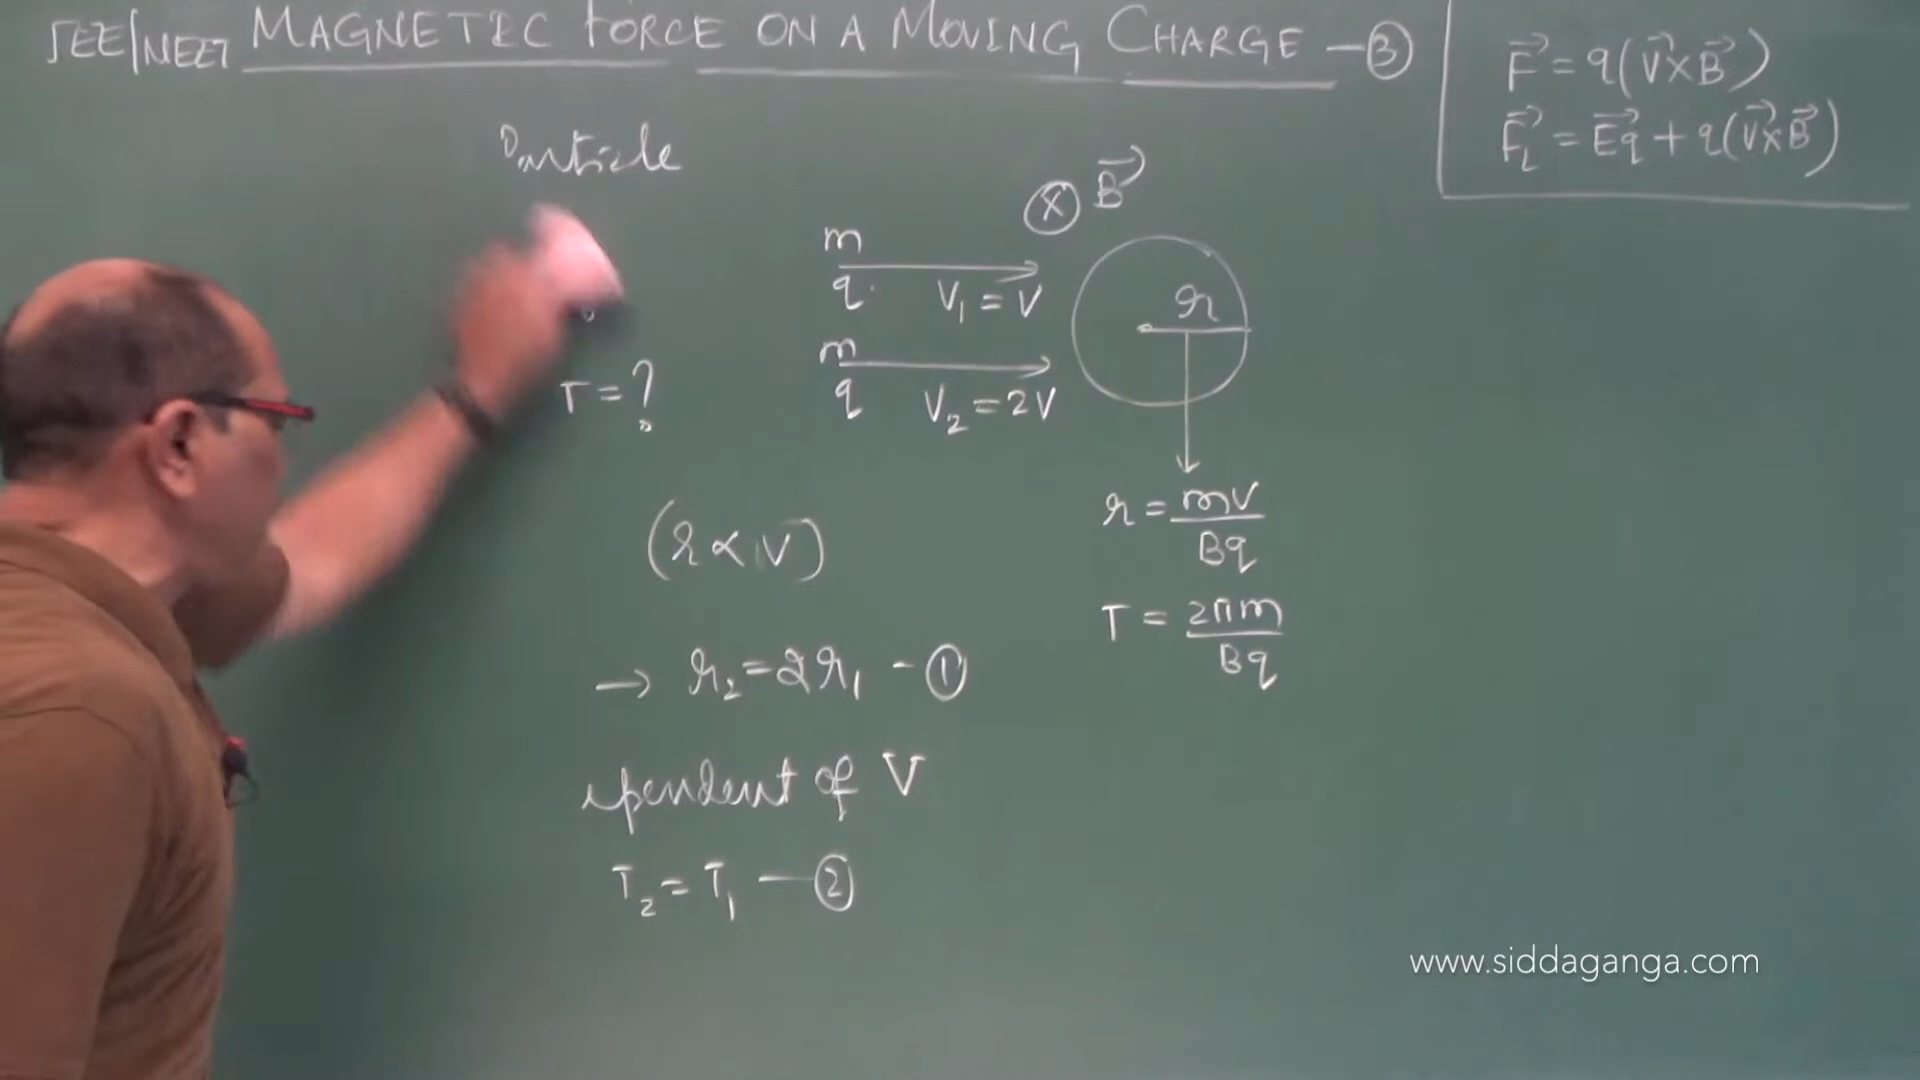 JEE/NEET MAGNETIC FORCE ON A MOVING CHARGE - ③
F⃗ = q(V⃗×B⃗)
F⃗L = E⃗q + q(V⃗×B⃗)
Particle
ⓧ B⃗
m
q V₁ = V
r
m
q V₂ = 2V
T = ?
(r ∝ V)
r = mV/Bq
T = 2πm/Bq
→ r₂ = 2r₁ - ①
ependent of V
T₂ = T₁ — ②
www.siddaganga.com